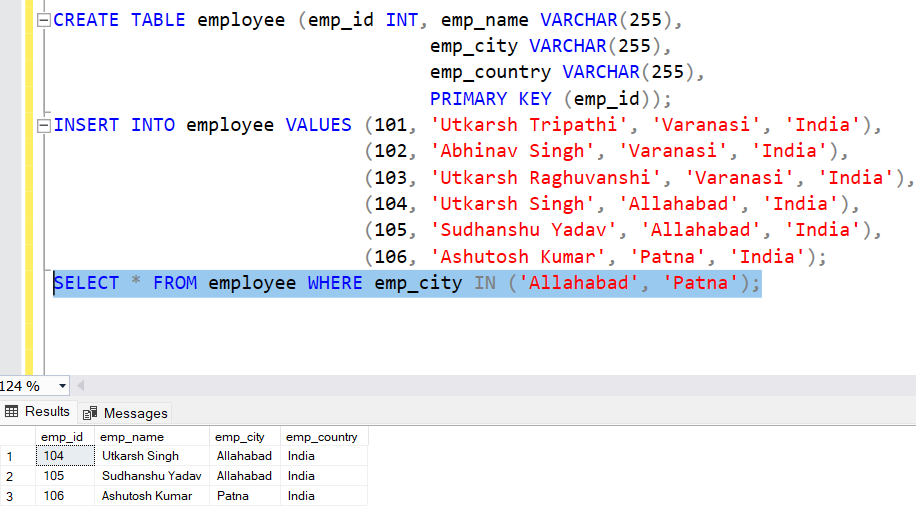 CREATE TABLE employee (emp_id INT, emp_name VARCHAR(255),
emp_city VARCHAR(255),
emp_country VARCHAR(255),
PRIMARY KEY (emp_id));
INSERT INTO employee VALUES (101, 'Utkarsh Tripathi', 'Varanasi', 'India'),
(102, 'Abhinav Singh', 'Varanasi', 'India'),
(103, 'Utkarsh Raghuvanshi', 'Varanasi', 'India'),
(104, 'Utkarsh Singh', 'Allahabad', 'India'),
(105, 'Sudhanshu Yadav', 'Allahabad', 'India'),
(106, 'Ashutosh Kumar', 'Patna', 'India');
SELECT * FROM employee WHERE emp_city IN ('Allahabad', 'Patna');
124 %
Results Messages
emp_id emp_name emp_city emp_country
1 104 Utkarsh Singh Allahabad India
2 105 Sudhanshu Yadav Allahabad India
3 106 Ashutosh Kumar Patna India